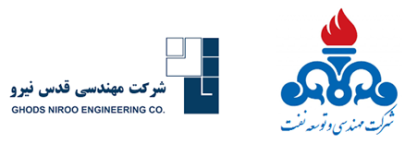 شرکت مهندسی قدس نیرو
GHODS NIROO ENGINEERING CO.
شرکت مهندسی و توسعه نفت